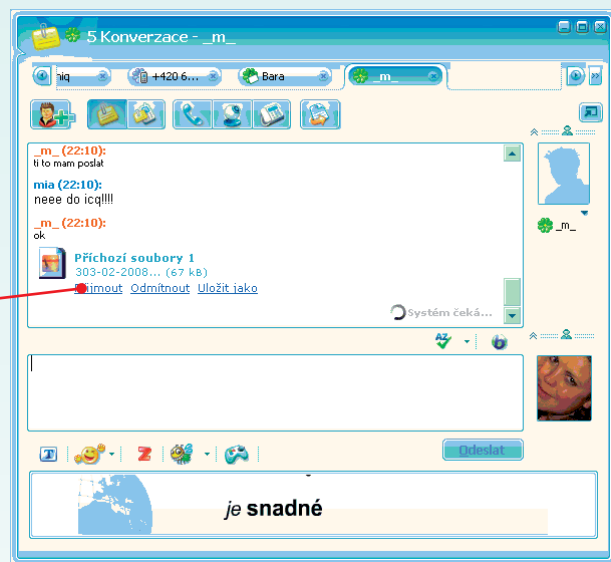 5 Konverzace - _m_
niq +420 6... Bara _m_
_m_ (22:10):
ti to mam poslat
mia (22:10):
neee do icq!!!!
_m_ (22:10):
ok
Příchozí soubory 1
303-02-2008... (67 kB)
Přijmout Odmítnout Uložit jako
Systém čeká...
_m_
Odeslat
je snadné